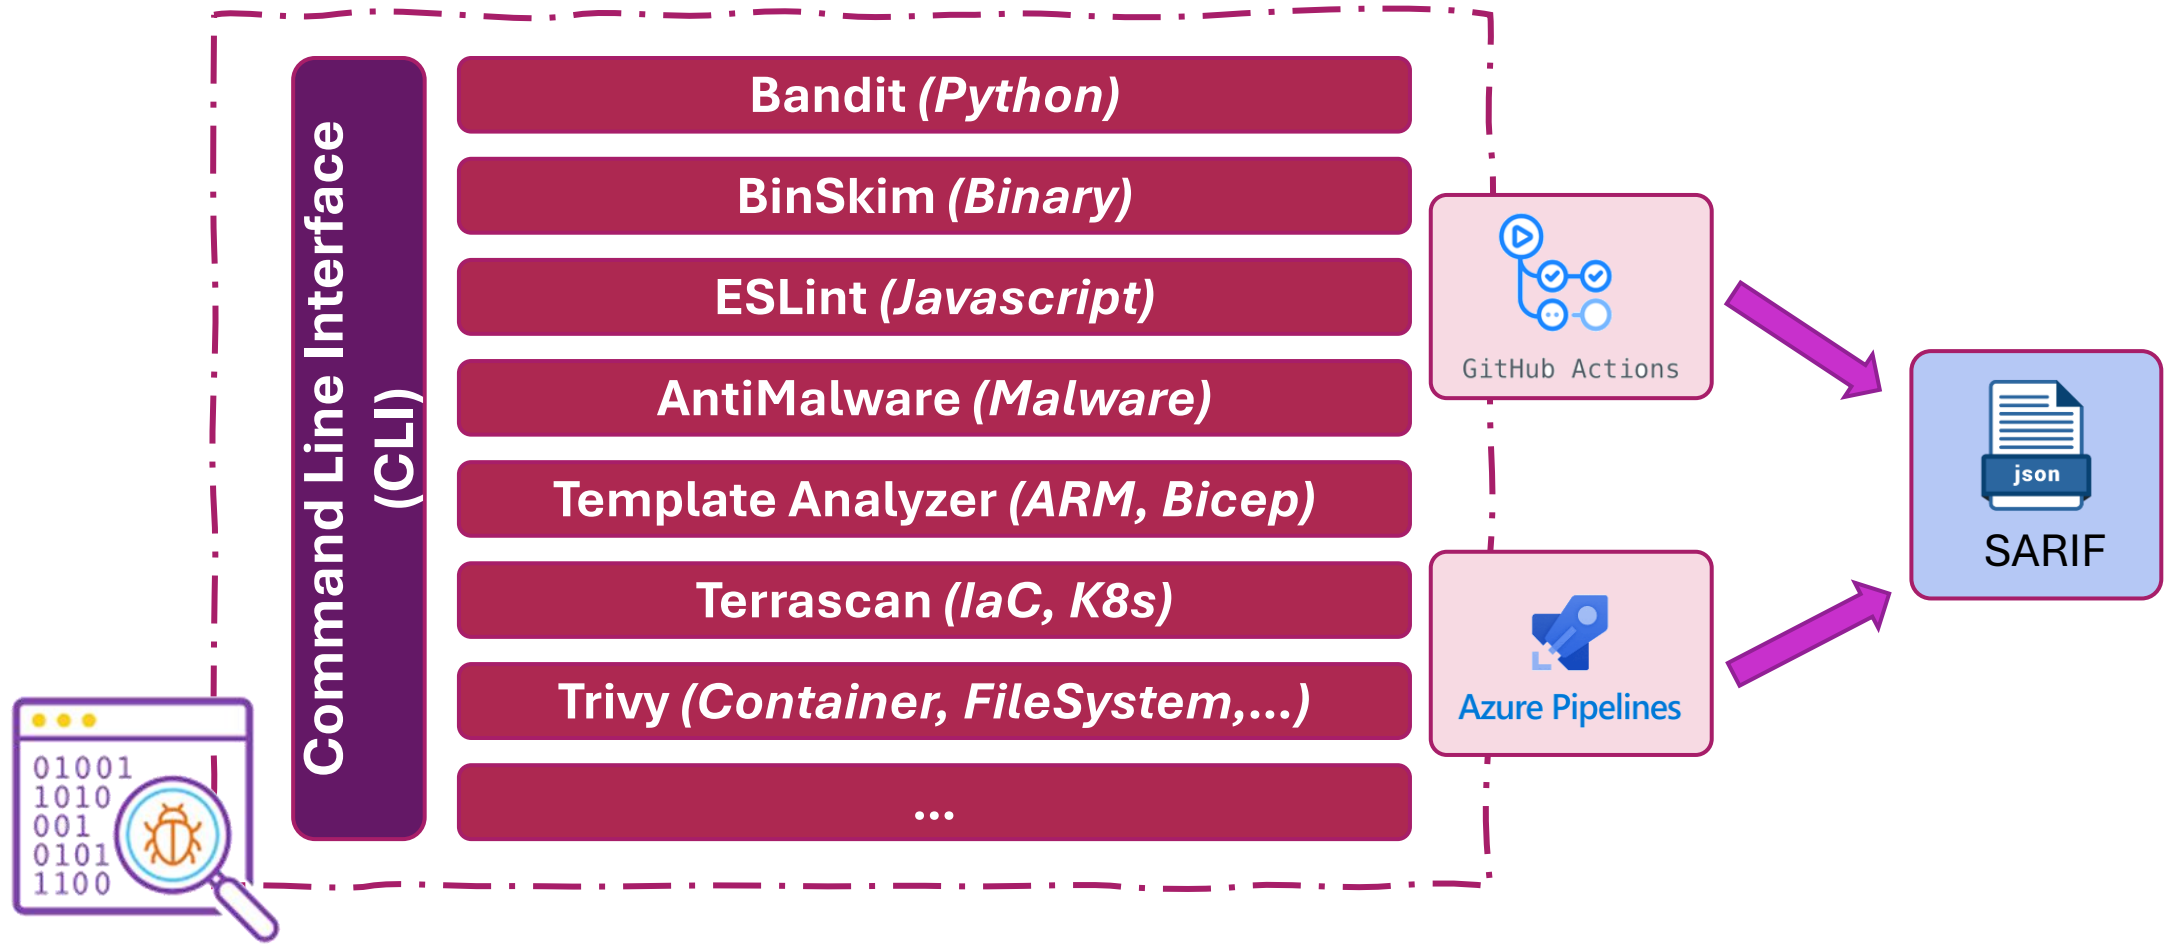 Command Line Interface
(CLI)
Bandit (Python)
BinSkim (Binary)
ESLint (Javascript)
AntiMalware (Malware)
Template Analyzer (ARM, Bicep)
Terrascan (IaC, K8s)
Trivy (Container, FileSystem,...)
...
GitHub Actions
Azure Pipelines
json
SARIF
01001
1010
001
0101
1100